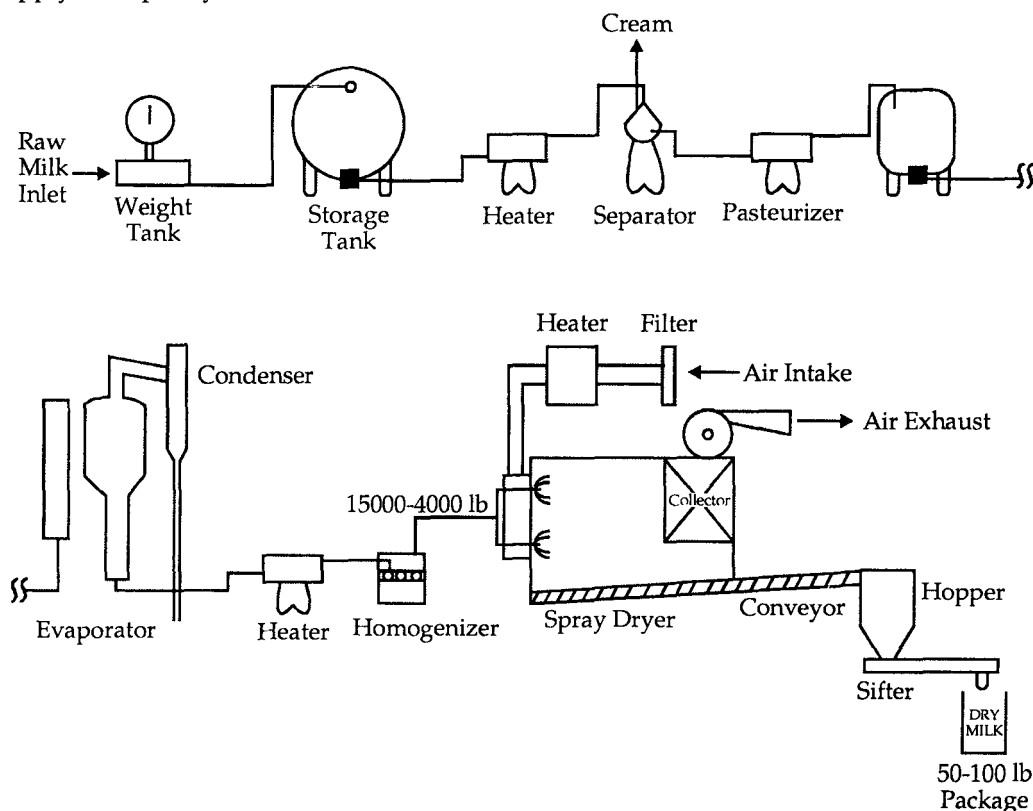 Cream
Raw
Milk
Inlet
Weight
Tank
Storage
Tank
Heater
Separator
Pasteurizer
Heater
Filter
Condenser
Air Intake
Air Exhaust
Collector
15000-4000 lb
Evaporator
Heater
Homogenizer
Spray Dryer
Conveyor
Hopper
Sifter
DRY
MILK
50-100 lb
Package